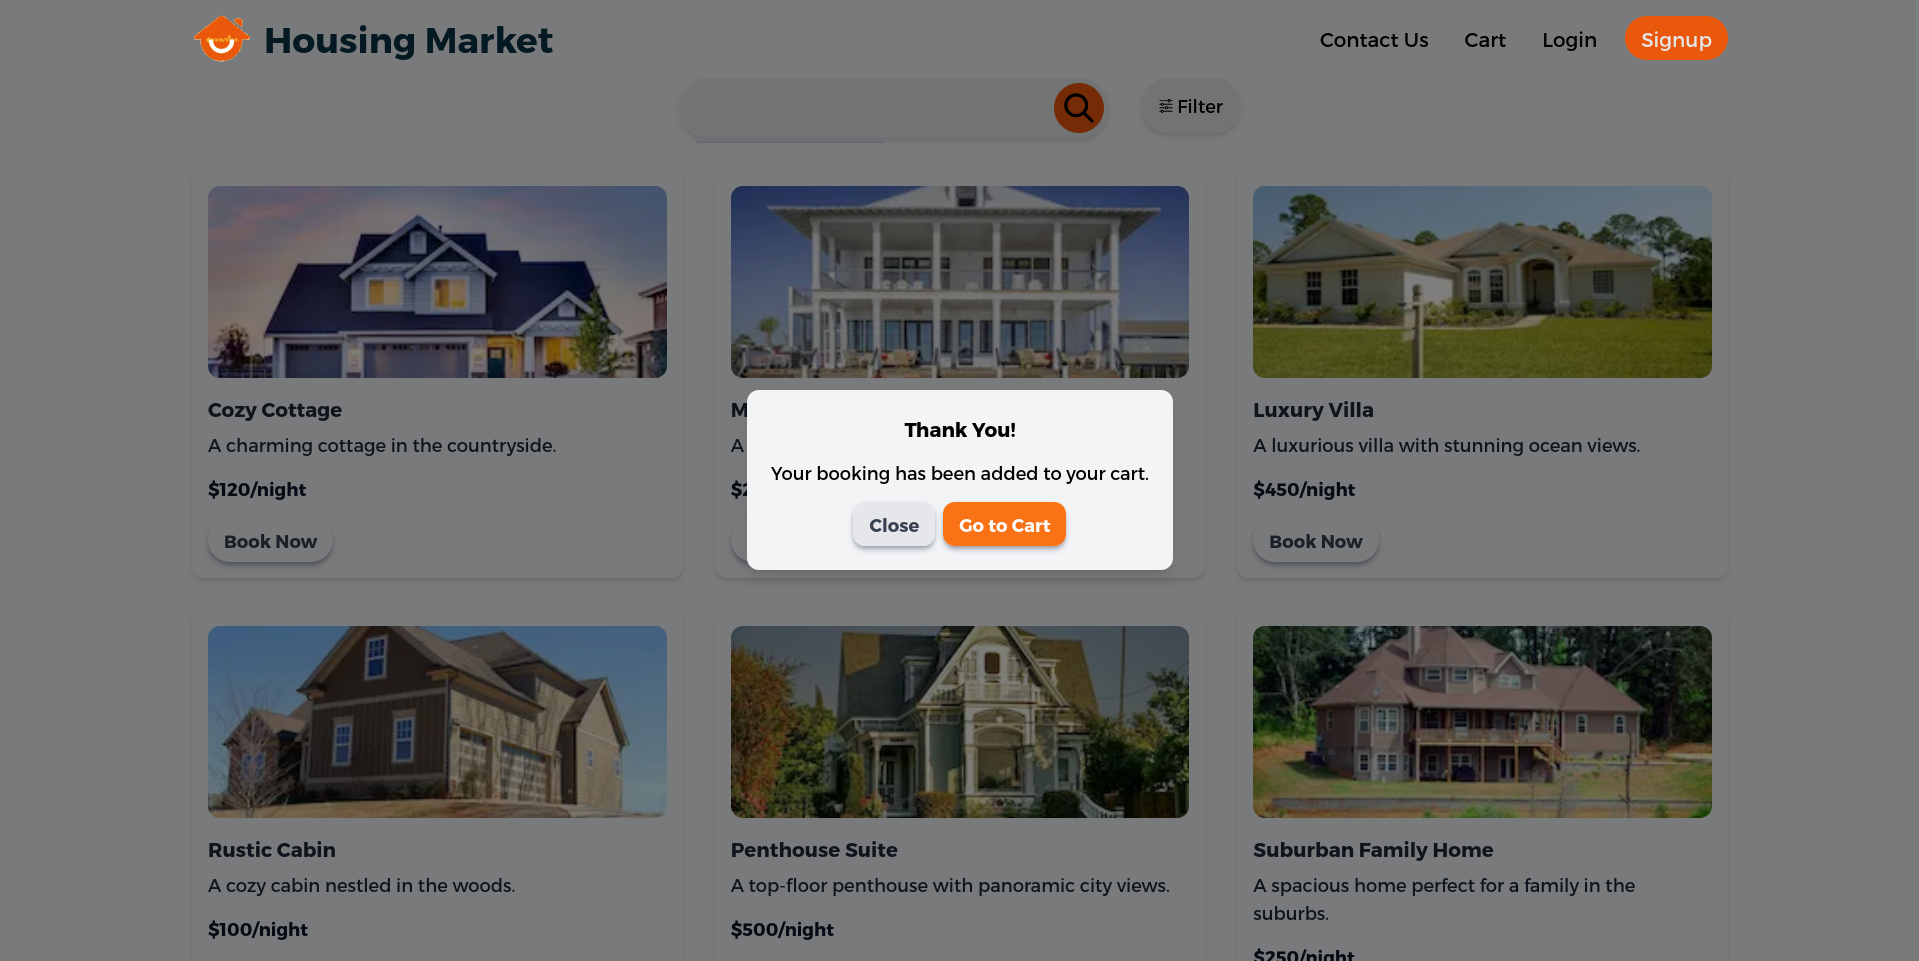 Housing Market
Contact Us
Cart
Login
Signup
Filter
Cozy Cottage
A charming cottage in the countryside.
$120/night
Book Now
M
A
$2
Luxury Villa
A luxurious villa with stunning ocean views.
$450/night
Book Now
Thank You!
Your booking has been added to your cart.
Close
Go to Cart
Rustic Cabin
A cozy cabin nestled in the woods.
$100/night
Penthouse Suite
A top-floor penthouse with panoramic city views.
$500/night
Suburban Family Home
A spacious home perfect for a family in the
suburbs.
$250/night